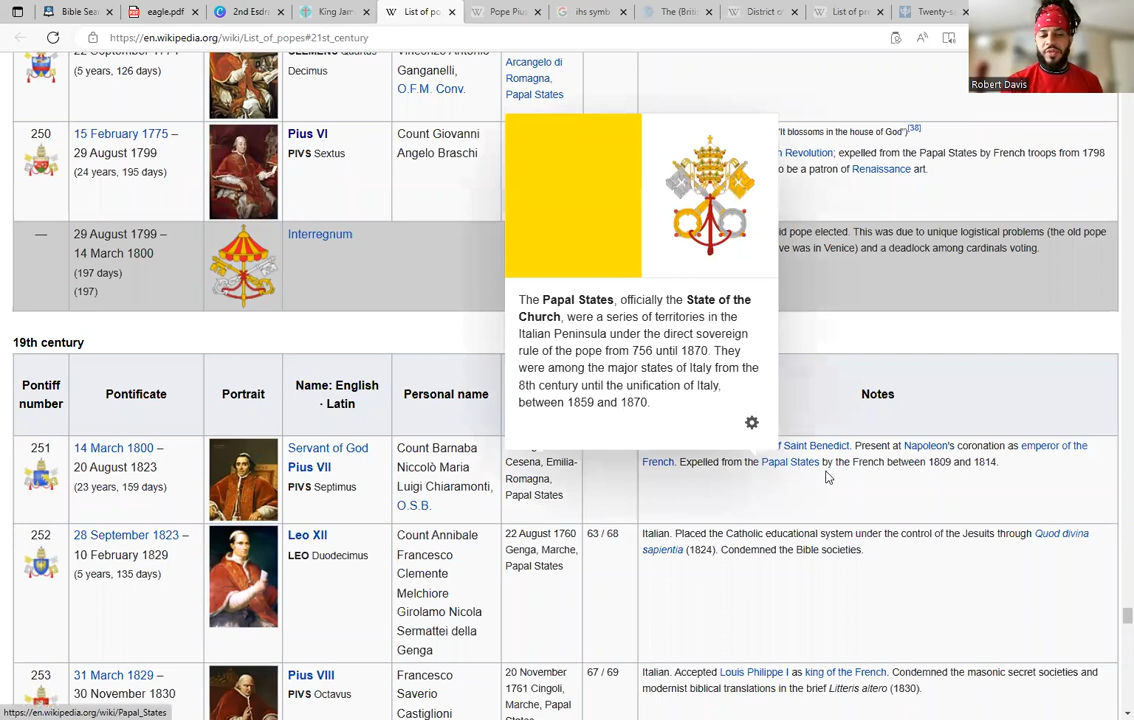 Bible Sea
eagle.pdf
2nd Esdr
King Jam
List of po
Pope Piu
ihs symb
The (Briti
District o
List of pre
Twenty-s
https://en.wikipedia.org/wiki/List_of_popes#21st_century
Robert Davis
(5 years, 126 days)
Decimus
Ganganelli,
O.F.M. Conv.
Arcangelo di
Romagna,
Papal States
250
15 February 1775 –
29 August 1799
(24 years, 195 days)
Pius VI
PIVS Sextus
Count Giovanni
Angelo Braschi
"It blossoms in the house of God")[38]
n Revolution; expelled from the Papal States by French troops from 1798
o be a patron of Renaissance art.
—
29 August 1799 –
14 March 1800
(197 days)
(197)
Interregnum
id pope elected. This was due to unique logistical problems (the old pope
ve was in Venice) and a deadlock among cardinals voting.
The Papal States, officially the State of the
Church, were a series of territories in the
Italian Peninsula under the direct sovereign
rule of the pope from 756 until 1870. They
were among the major states of Italy from the
8th century until the unification of Italy,
between 1859 and 1870.
19th century
Pontiff
number
Pontificate
Portrait
Name: English
· Latin
Personal name
Notes
251
14 March 1800 –
20 August 1823
(23 years, 159 days)
Servant of God
Pius VII
PIVS Septimus
Count Barnaba
Niccolò Maria
Luigi Chiaramonti,
O.S.B.
Cesena, Emilia-
Romagna,
Papal States
f Saint Benedict. Present at Napoleon's coronation as emperor of the
French. Expelled from the Papal States by the French between 1809 and 1814.
252
28 September 1823 –
10 February 1829
(5 years, 135 days)
Leo XII
LEO Duodecimus
Count Annibale
Francesco
Clemente
Melchiore
Girolamo Nicola
Sermattei della
Genga
22 August 1760
Genga, Marche,
Papal States
63 / 68
Italian. Placed the Catholic educational system under the control of the Jesuits through Quod divina
sapientia (1824). Condemned the Bible societies.
253
31 March 1829 –
30 November 1830
Pius VIII
PIVS Octavus
Francesco
Saverio
Castiglioni
20 November
1761 Cingoli,
Marche, Papal
67 / 69
Italian. Accepted Louis Philippe I as king of the French. Condemned the masonic secret societies and
modernist biblical translations in the brief Litteris altero (1830).
https://en.wikipedia.org/wiki/Papal_States